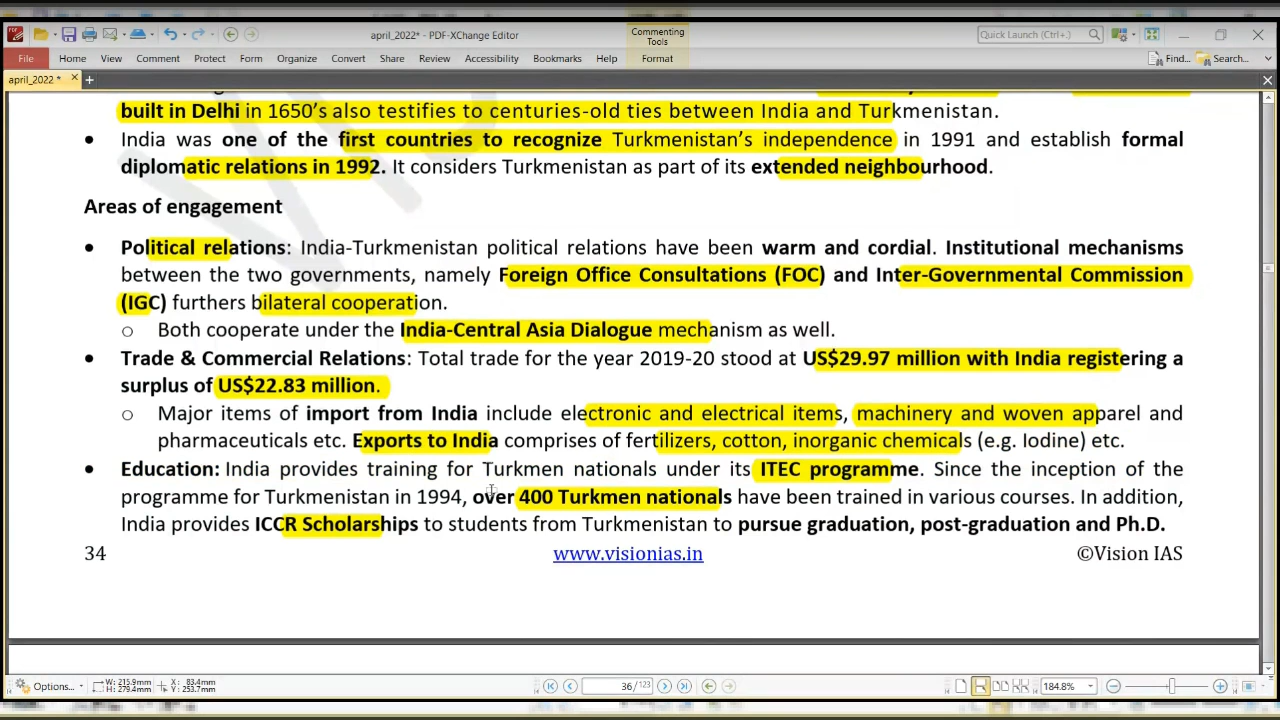 april_2022* - PDF-XChange Editor
Commenting Tools
Quick Launch (Ctrl+.)
File Home View Comment Protect Form Organize Convert Share Review Accessibility Bookmarks Help Format Find... Search...
april_2022 *
built in Delhi in 1650's also testifies to centuries-old ties between India and Turkmenistan.
• India was one of the first countries to recognize Turkmenistan's independence in 1991 and establish formal
diplomatic relations in 1992. It considers Turkmenistan as part of its extended neighbourhood.
Areas of engagement
• Political relations: India-Turkmenistan political relations have been warm and cordial. Institutional mechanisms
between the two governments, namely Foreign Office Consultations (FOC) and Inter-Governmental Commission
(IGC) furthers bilateral cooperation.
o Both cooperate under the India-Central Asia Dialogue mechanism as well.
• Trade & Commercial Relations: Total trade for the year 2019-20 stood at US$29.97 million with India registering a
surplus of US$22.83 million.
o Major items of import from India include electronic and electrical items, machinery and woven apparel and
pharmaceuticals etc. Exports to India comprises of fertilizers, cotton, inorganic chemicals (e.g. Iodine) etc.
• Education: India provides training for Turkmen nationals under its ITEC programme. Since the inception of the
programme for Turkmenistan in 1994, over 400 Turkmen nationals have been trained in various courses. In addition,
India provides ICCR Scholarships to students from Turkmenistan to pursue graduation, post-graduation and Ph.D.
34 www.visionias.in ©Vision IAS
Options... W: 215.9mm X: 83.4mm 36 /123 184.8%
H: 279.4mm Y: 253.7mm